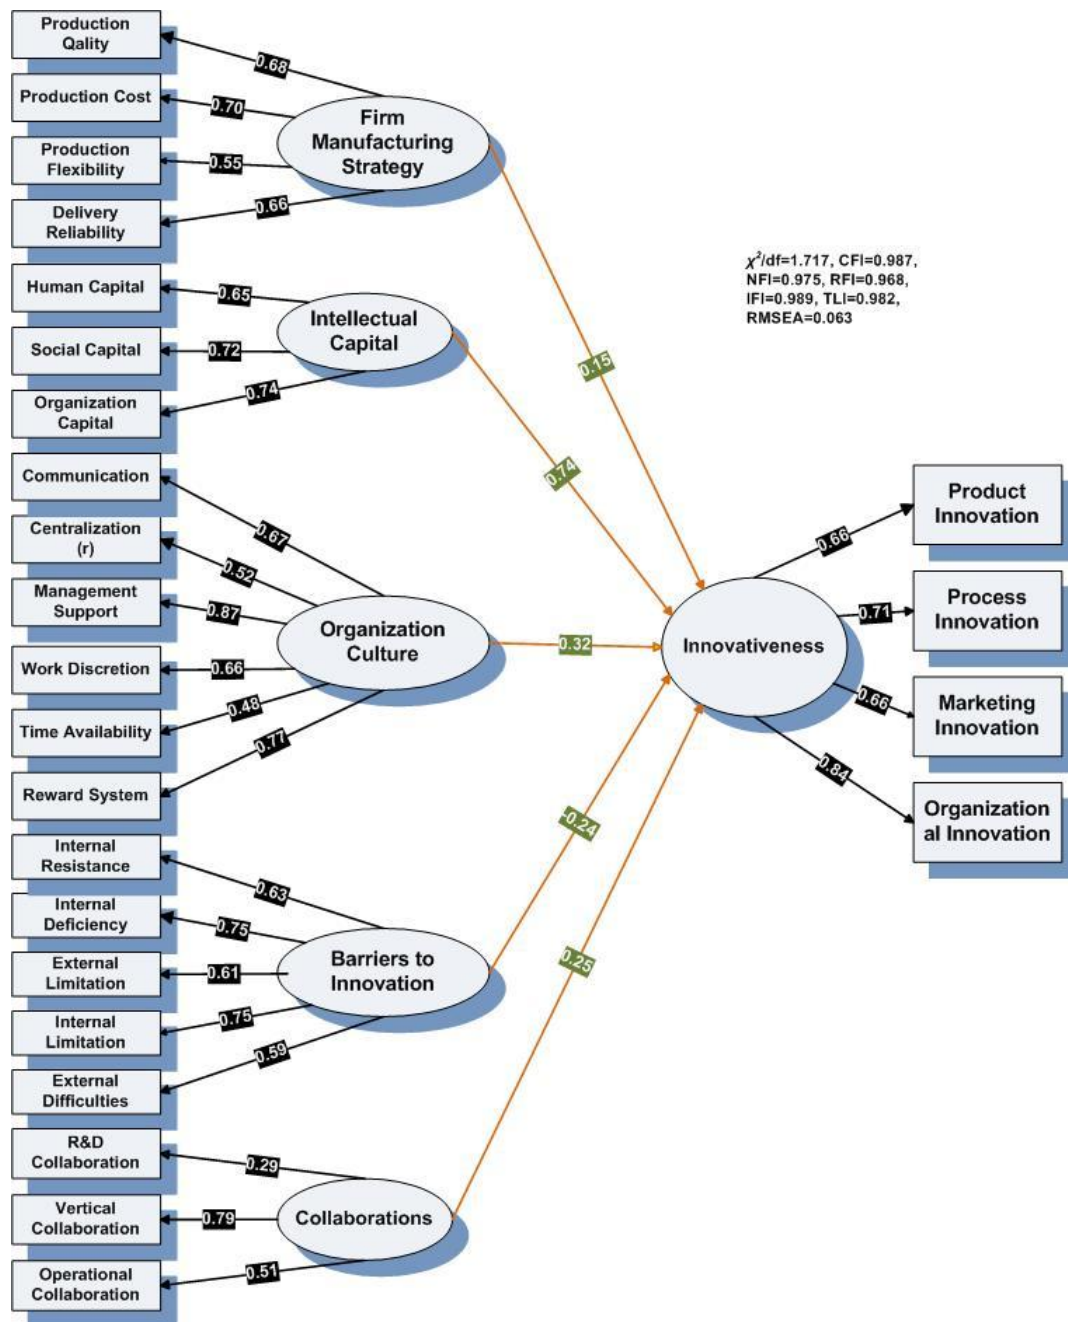 Production
Qality
0.68
Production Cost
0.70
Firm
Manufacturing
Strategy
Production
Flexibility
0.55
Delivery
Reliability
0.66
χ²/df=1.717, CFI=0.987,
NFI=0.975, RFI=0.968,
IFI=0.989, TLI=0.982,
RMSEA=0.063
Human Capital
0.65
Intellectual
Capital
Social Capital
0.72
0.15
Organization
Capital
0.74
Communication
0.74
0.67
Product
Innovation
Centralization
(r)
0.52
0.66
Management
Support
0.87
Process
Innovation
0.71
Organization
Culture
0.32
Innovativeness
Work Discretion
0.66
0.66
Marketing
Innovation
Time Availability
0.48
0.77
0.84
Reward System
-0.24
Organization
al Innovation
Internal
Resistance
0.63
Internal
Deficiency
0.75
Barriers to
Innovation
0.25
External
Limitation
0.61
Internal
Limitation
0.75
External
Difficulties
0.59
R&D
Collaboration
0.29
Vertical
Collaboration
0.79
Collaborations
Operational
Collaboration
0.51